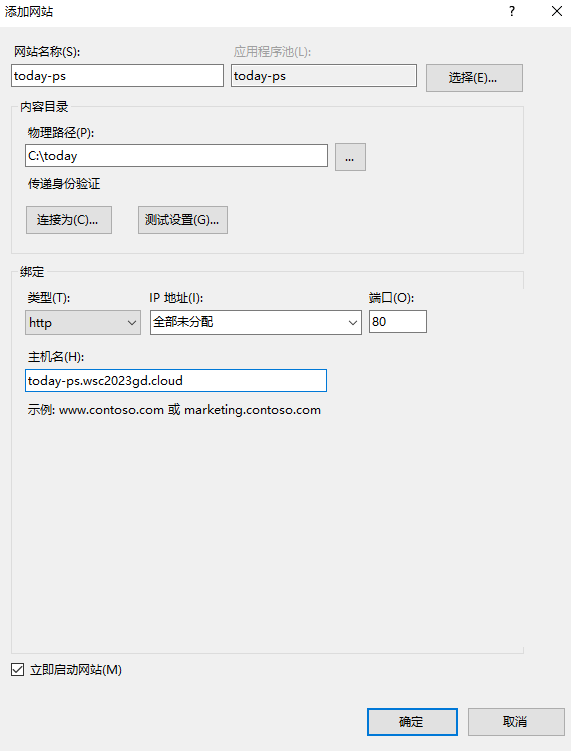 添加网站
?
网站名称(S):
应用程序池(L):
today-ps
today-ps
选择(E)...
内容目录
物理路径(P):
C:\today
...
传递身份验证
连接为(C)...
测试设置(G)...
绑定
类型(T):
IP 地址(I):
端口(O):
http
全部未分配
80
主机名(H):
today-ps.wsc2023gd.cloud
示例: www.contoso.com 或 marketing.contoso.com
立即启动网站(M)
确定
取消